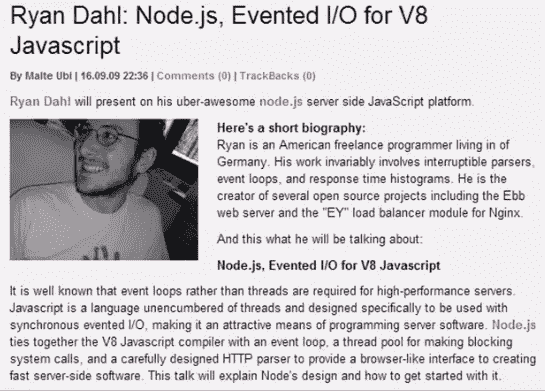 Ryan Dahl: Node.js, Evented I/O for V8
Javascript
By Malte Ubl | 16.09.09 22:36 | Comments (0) | TrackBacks (0)
Ryan Dahl will present on his uber-awesome node.js server side JavaScript platform.
Here's a short biography:
Ryan is an American freelance programmer living in of
Germany. His work invariably involves interruptible parsers,
event loops, and response time histograms. He is the
creator of several open source projects including the Ebb
web server and the "EY" load balancer module for Nginx.
And this what he will be talking about:
Node.js, Evented I/O for V8 Javascript
It is well known that event loops rather than threads are required for high-performance servers.
Javascript is a language unencumbered of threads and designed specifically to be used with
synchronous evented I/O, making it an attractive means of programming server software. Node.js
ties together the V8 Javascript compiler with an event loop, a thread pool for making blocking
system calls, and a carefully designed HTTP parser to provide a browser-like interface to creating
fast server-side software. This talk will explain Node's design and how to get started with it.